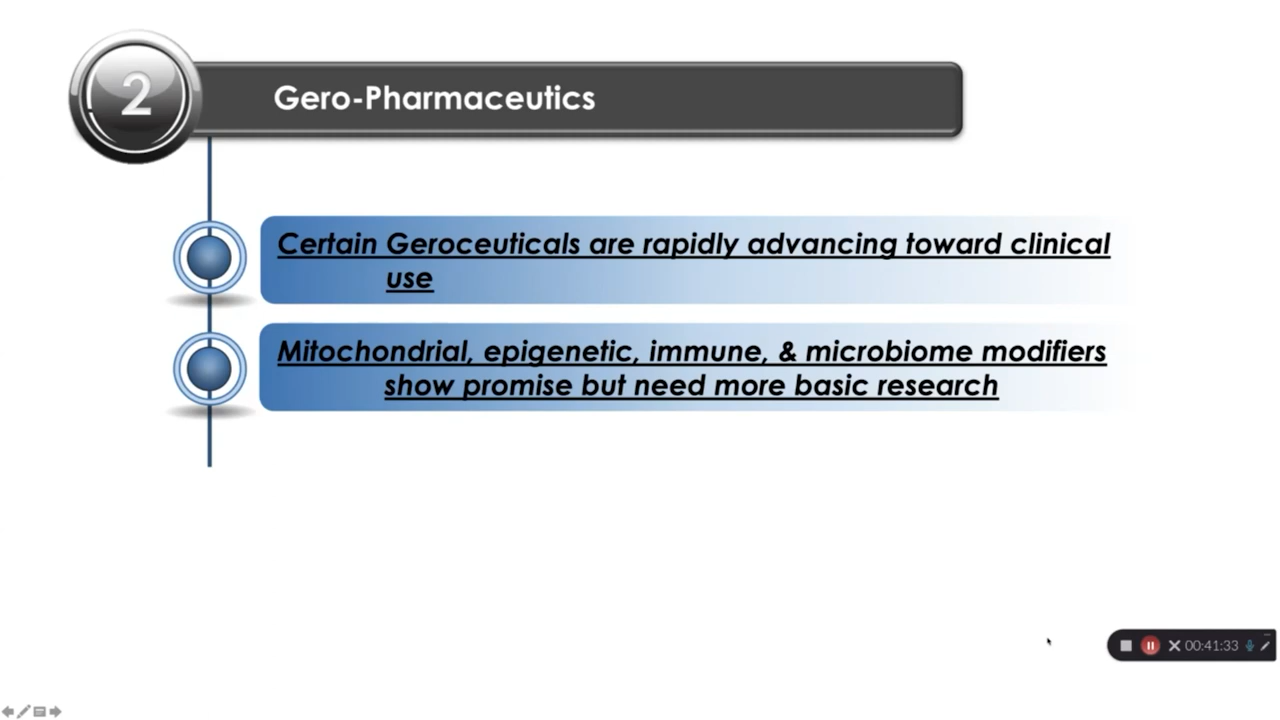 2
Gero-Pharmaceutics
Certain Geroceuticals are rapidly advancing toward clinical
use
Mitochondrial, epigenetic, immune, & microbiome modifiers
show promise but need more basic research
00:41:33